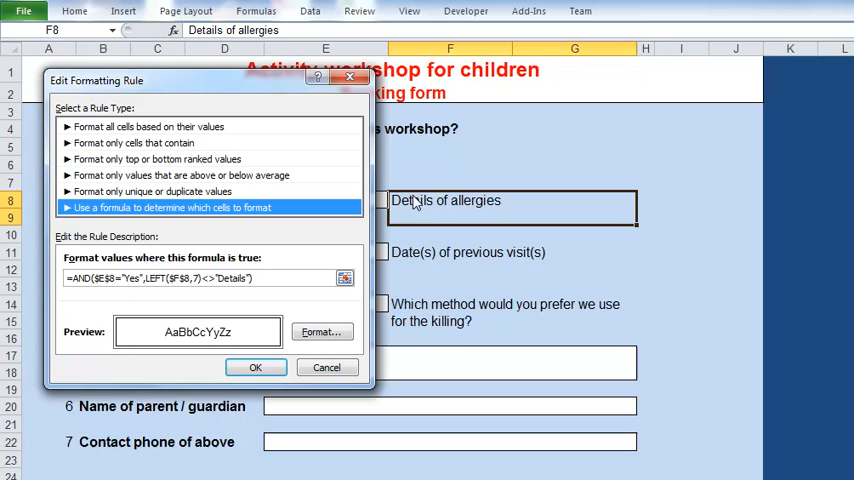 File Home Insert Page Layout Formulas Data Review View Developer Add-Ins Team
F8 fx Details of allergies
A B C D E F G H I J K L
1 Activity workshop for children
2 king form
3
4 s workshop?
5
6
7
8 Details of allergies
9
10
11 Date(s) of previous visit(s)
12
13
14 Which method would you prefer we use
15 for the killing?
16
17
18
19
20 6 Name of parent / guardian
21
22 7 Contact phone of above
23
24
Edit Formatting Rule
?
Select a Rule Type:
► Format all cells based on their values
► Format only cells that contain
► Format only top or bottom ranked values
► Format only values that are above or below average
► Format only unique or duplicate values
► Use a formula to determine which cells to format
Edit the Rule Description:
Format values where this formula is true:
=AND($E$8="Yes",LEFT($F$8,7)<>"Details")
Preview: AaBbCcYyZz Format...
OK Cancel